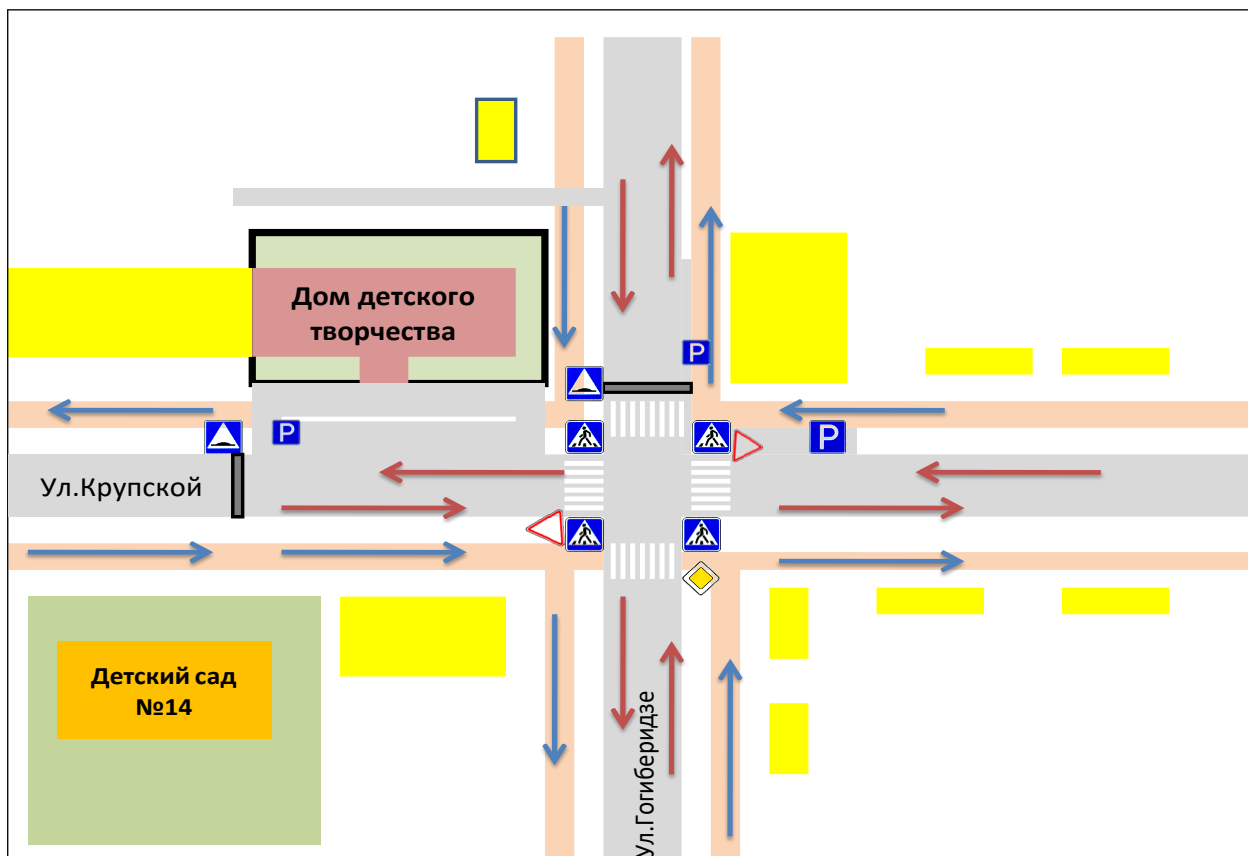 Дом детского
творчества
P
P
P
Ул.Крупской
Детский сад
№14
Ул.Гогиберидзе